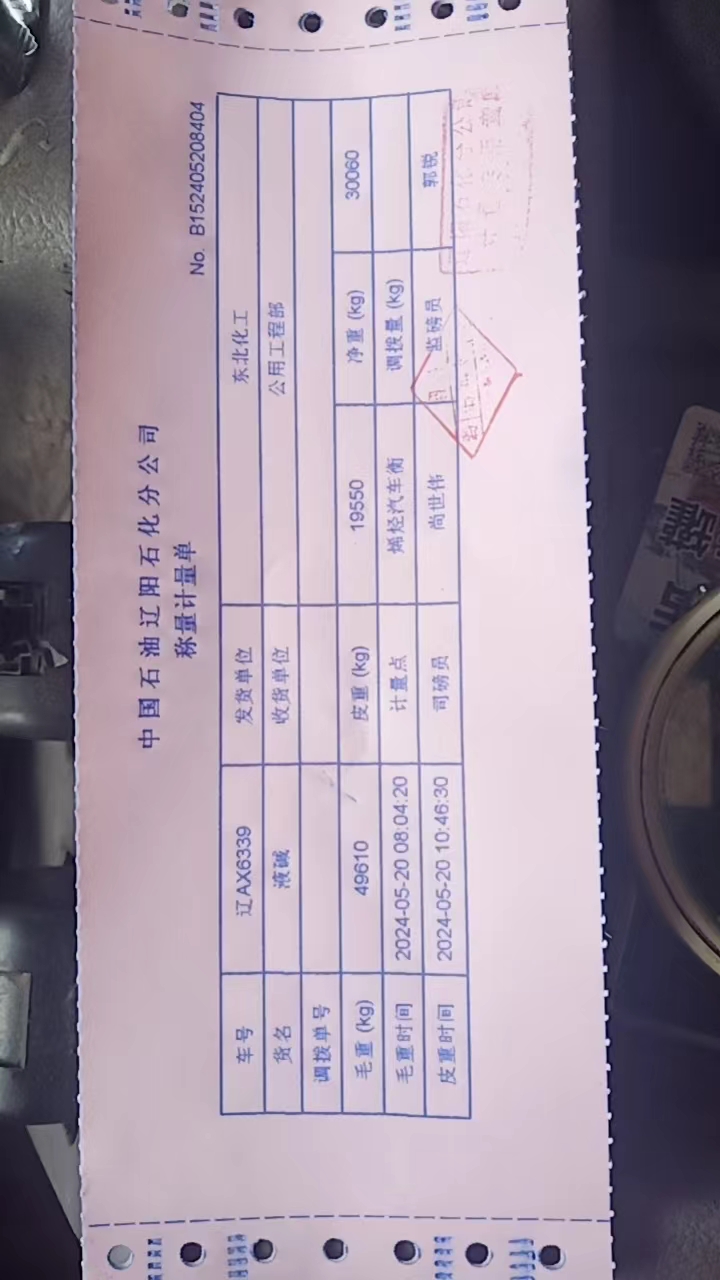 中国石油辽阳石化分公司
称量计量单
No. B152405208404
车号 辽AX6339 发货单位 东北化工
货名 液碱 收货单位 公用工程部
调拨单号
毛重 (kg) 49610 皮重 (kg) 19550 净重 (kg) 30060
毛重时间 2024-05-20 08:04:20 计量点 烯烃汽车衡 调拨量 (kg)
皮重时间 2024-05-20 10:46:30 司磅员 尚世伟 监磅员 郭锐